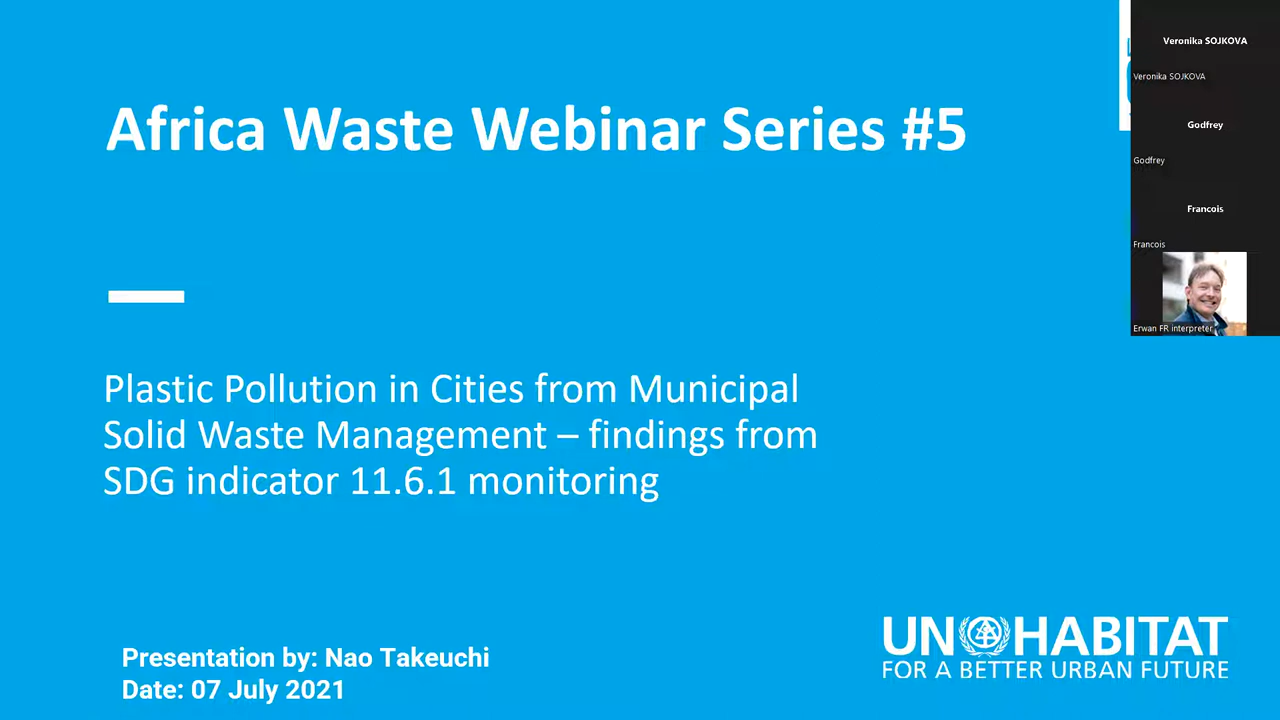 Africa Waste Webinar Series #5
Plastic Pollution in Cities from Municipal
Solid Waste Management – findings from
SDG indicator 11.6.1 monitoring
Presentation by: Nao Takeuchi
Date: 07 July 2021
UN HABITAT
FOR A BETTER URBAN FUTURE
Veronika SOJKOVA
Veronika SOJKOVA
Godfrey
Godfrey
Francois
Francois
Erwan FR interpreter